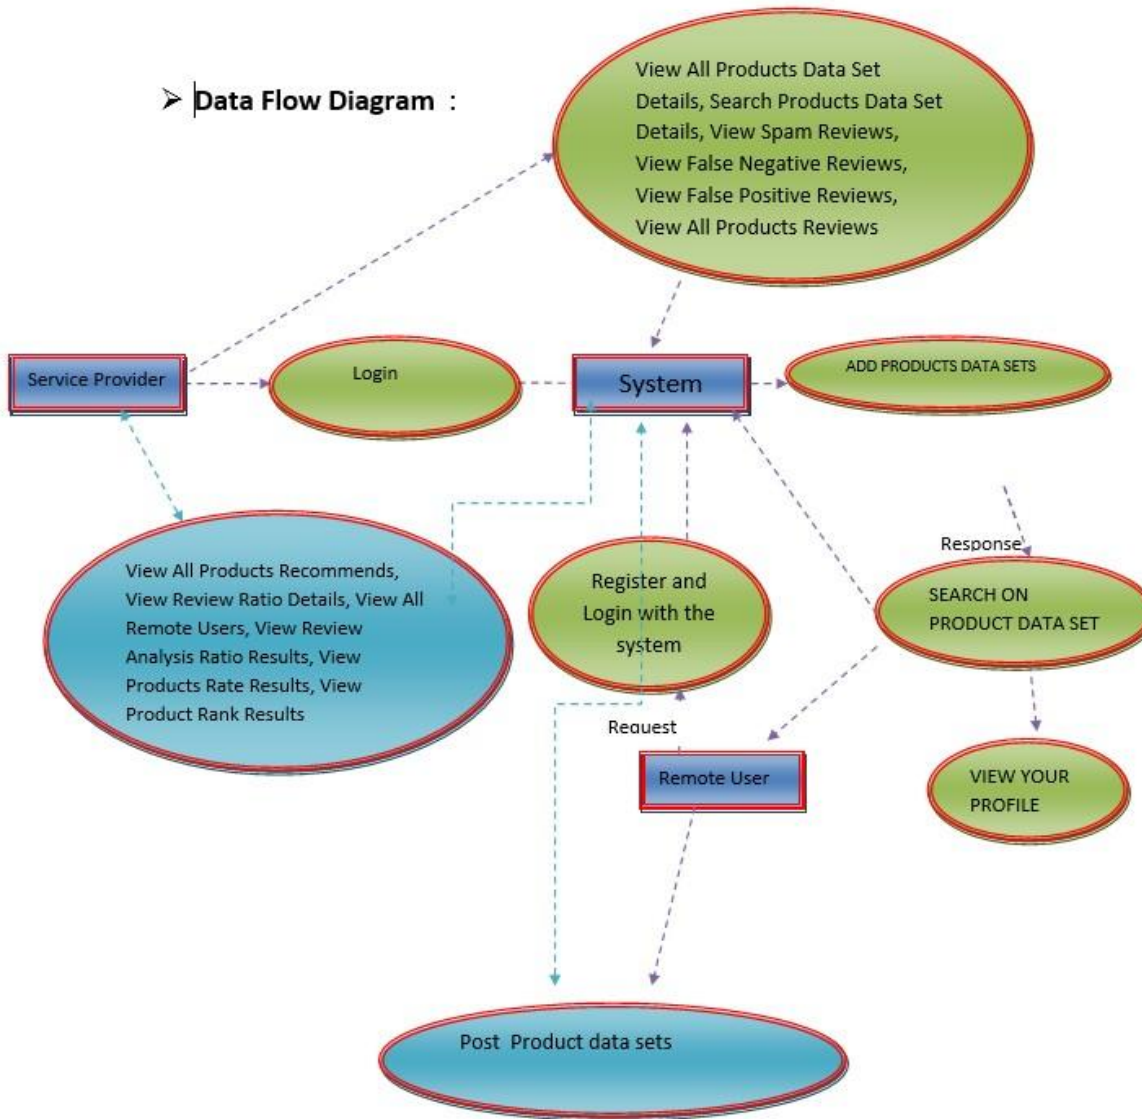 ➢ Data Flow Diagram :
View All Products Data Set
Details, Search Products Data Set
Details, View Spam Reviews,
View False Negative Reviews,
View False Positive Reviews,
View All Products Reviews
Service Provider
Login
System
ADD PRODUCTS DATA SETS
View All Products Recommends,
View Review Ratio Details, View All
Remote Users, View Review
Analysis Ratio Results, View
Products Rate Results, View
Product Rank Results
Register and
Login with the
system
Response
SEARCH ON
PRODUCT DATA SET
Request
Remote User
VIEW YOUR
PROFILE
Post Product data sets